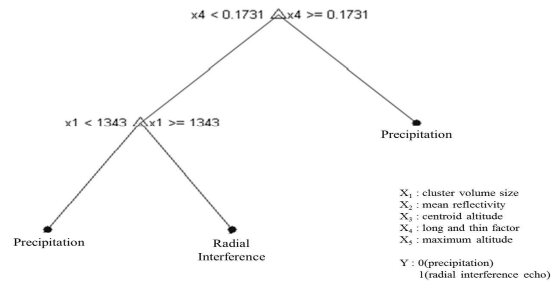 x4 < 0.1731 x4 >= 0.1731
x1 < 1343 x1 >= 1343
Precipitation
Precipitation
Radial
Interference
X₁ : cluster volume size
X₂ : mean reflectivity
X₃ : centroid altitude
X₄ : long and thin factor
X₅ : maximum altitude
Y : 0(precipitation)
1(radial interference echo)